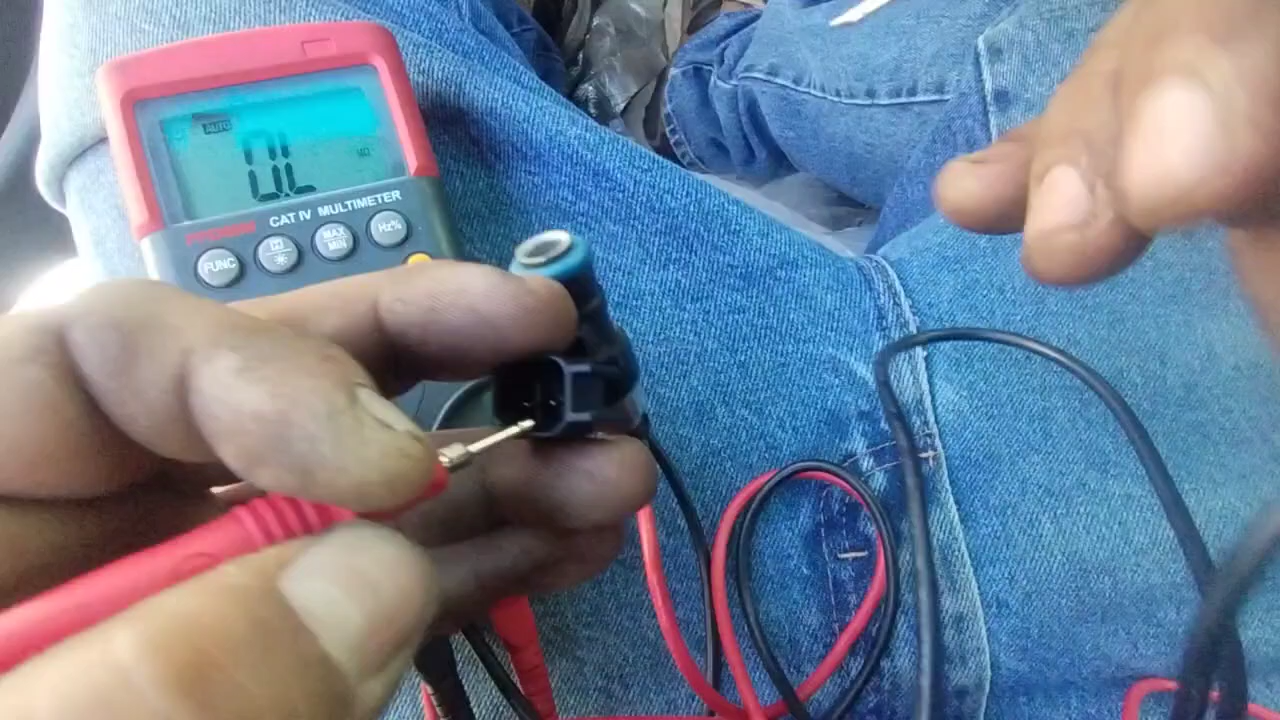 AUTO
0L
MΩ
CAT IV MULTIMETER
FUNC
MAX
MIN
Hz%